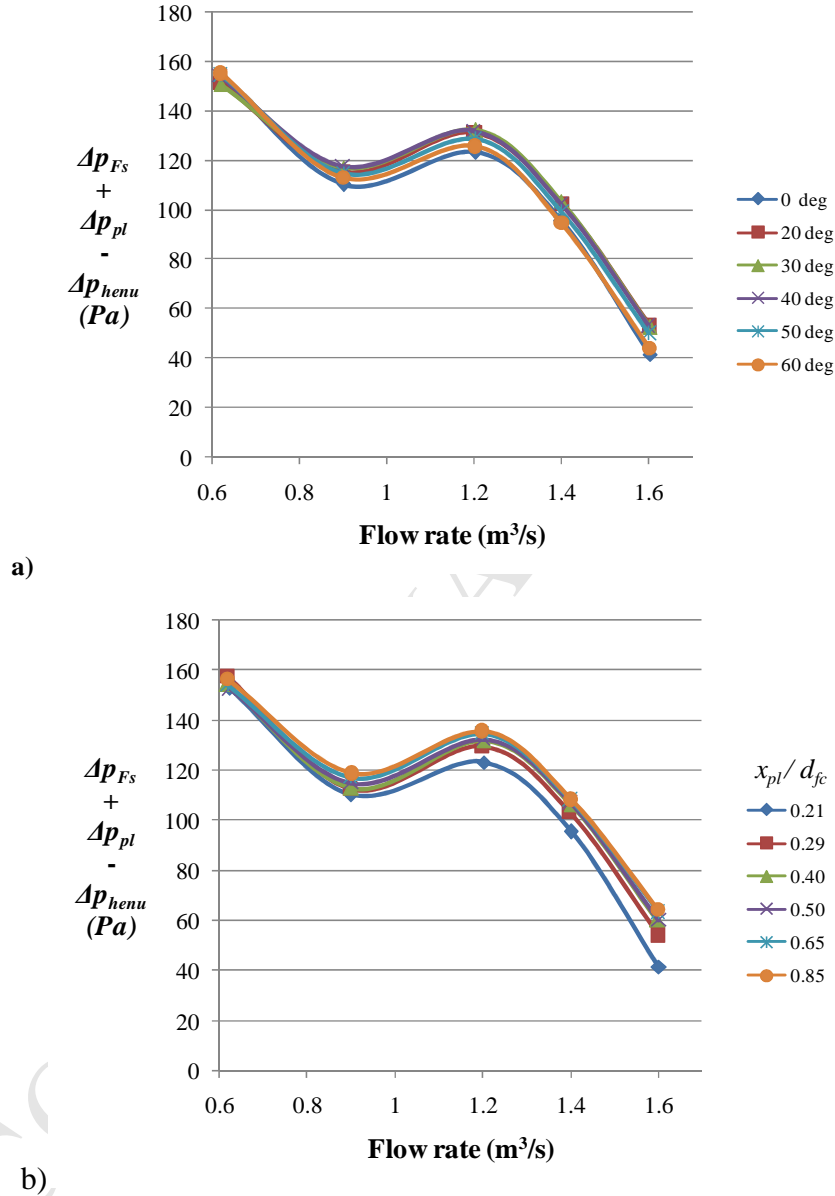 180
160
140
120
100
80
60
40
20
0
Δp_Fs
+
Δp_pl
-
Δp_henu
(Pa)
0.6 0.8 1 1.2 1.4 1.6
Flow rate (m³/s)
0 deg
20 deg
30 deg
40 deg
50 deg
60 deg
a)
180
160
140
120
100
80
60
40
20
0
Δp_Fs
+
Δp_pl
-
Δp_henu
(Pa)
0.6 0.8 1 1.2 1.4 1.6
Flow rate (m³/s)
x_pl / d_fc
0.21
0.29
0.40
0.50
0.65
0.85
b)